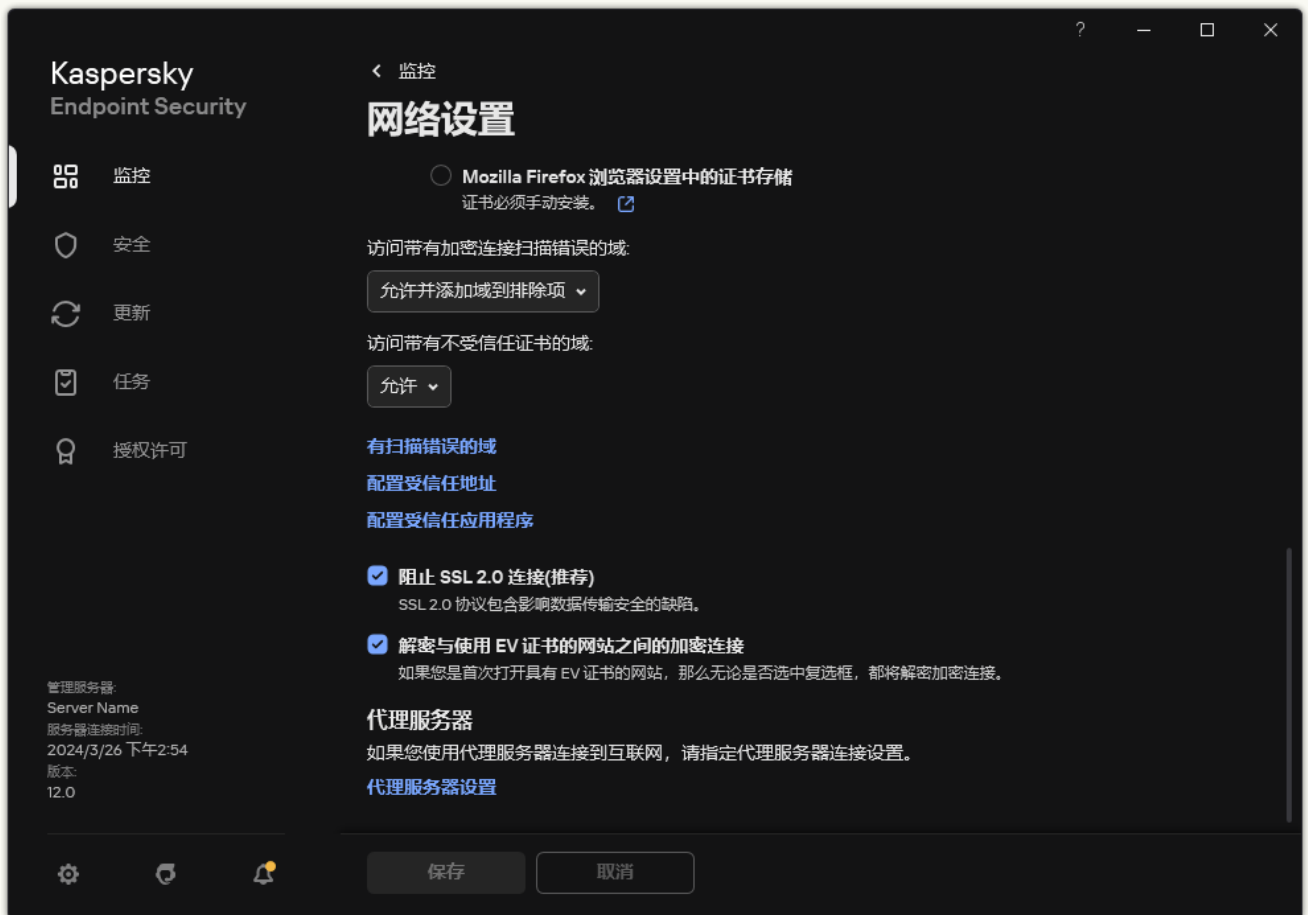 ?
Kaspersky
Endpoint Security
监控
安全
更新
任务
授权许可
管理服务器:
Server Name
服务器连接时间:
2024/3/26 下午2:54
版本:
12.0
监控
网络设置
Mozilla Firefox 浏览器设置中的证书存储
证书必须手动安装。
访问带有加密连接扫描错误的域:
允许并添加域到排除项
访问带有不受信任证书的域:
允许
有扫描错误的域
配置受信任地址
配置受信任应用程序
阻止 SSL 2.0 连接(推荐)
SSL 2.0 协议包含影响数据传输安全的缺陷。
解密与使用 EV 证书的网站之间的加密连接
如果您是首次打开具有 EV 证书的网站，那么无论是否选中复选框，都将解密加密连接。
代理服务器
如果您使用代理服务器连接到互联网，请指定代理服务器连接设置。
代理服务器设置
保存
取消